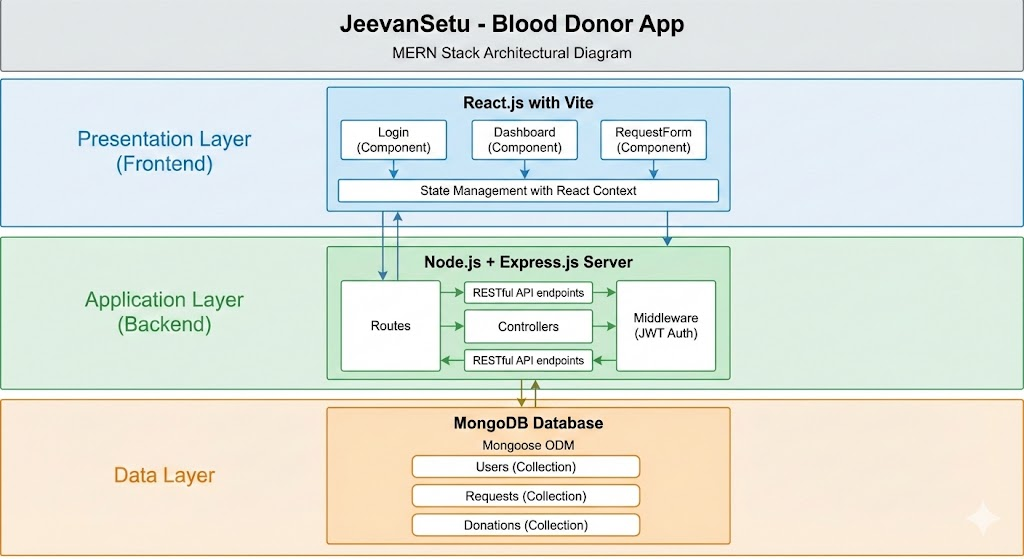 JeevanSetu - Blood Donor App
MERN Stack Architectural Diagram
Presentation Layer
(Frontend)
React.js with Vite
Login
(Component)
Dashboard
(Component)
RequestForm
(Component)
State Management with React Context
Application Layer
(Backend)
Node.js + Express.js Server
Routes
RESTful API endpoints
Controllers
RESTful API endpoints
Middleware
(JWT Auth)
Data Layer
MongoDB Database
Mongoose ODM
Users (Collection)
Requests (Collection)
Donations (Collection)